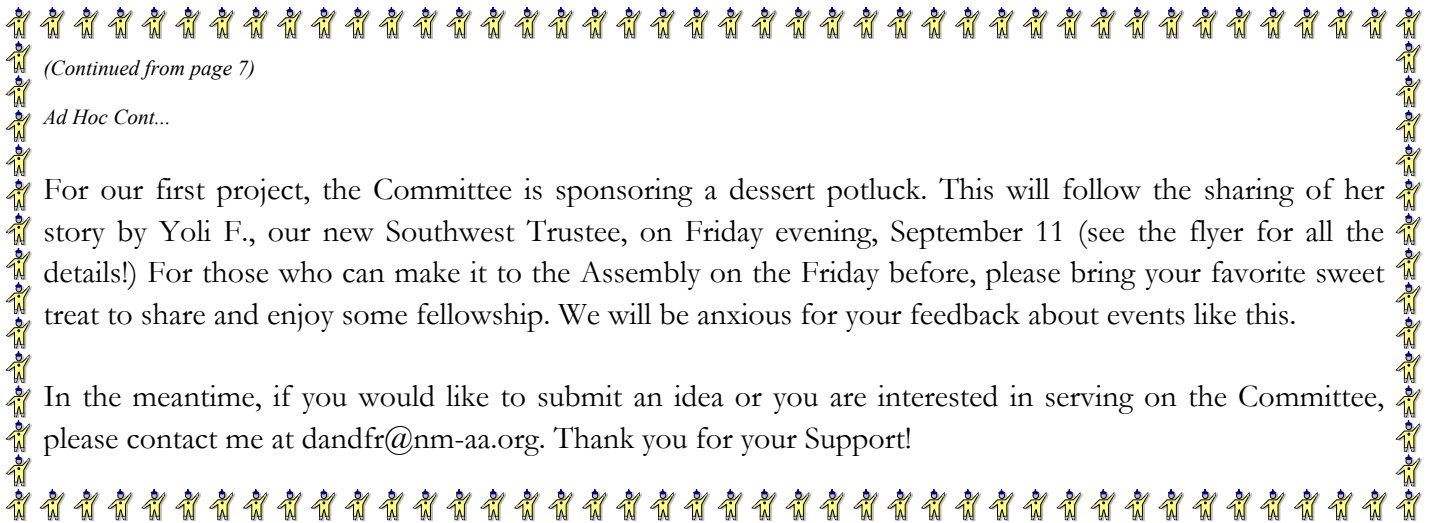 (Continued from page 7)
Ad Hoc Cont...
For our first project, the Committee is sponsoring a dessert potluck. This will follow the sharing of her
story by Yoli F., our new Southwest Trustee, on Friday evening, September 11 (see the flyer for all the
details!) For those who can make it to the Assembly on the Friday before, please bring your favorite sweet
treat to share and enjoy some fellowship. We will be anxious for your feedback about events like this.
In the meantime, if you would like to submit an idea or you are interested in serving on the Committee,
please contact me at dandfr@nm-aa.org. Thank you for your Support!